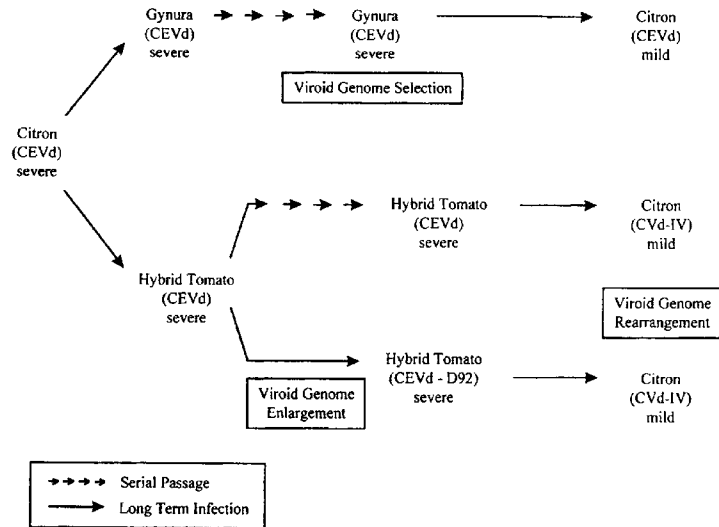 Gynura
(CEVd)
severe
Gynura
(CEVd)
severe
Citron
(CEVd)
mild
Viroid Genome Selection
Citron
(CEVd)
severe
Hybrid Tomato
(CEVd)
severe
Citron
(CVd-IV)
mild
Hybrid Tomato
(CEVd)
severe
Viroid Genome
Rearrangement
Hybrid Tomato
(CEVd - D92)
severe
Citron
(CVd-IV)
mild
Viroid Genome
Enlargement
Serial Passage
Long Term Infection